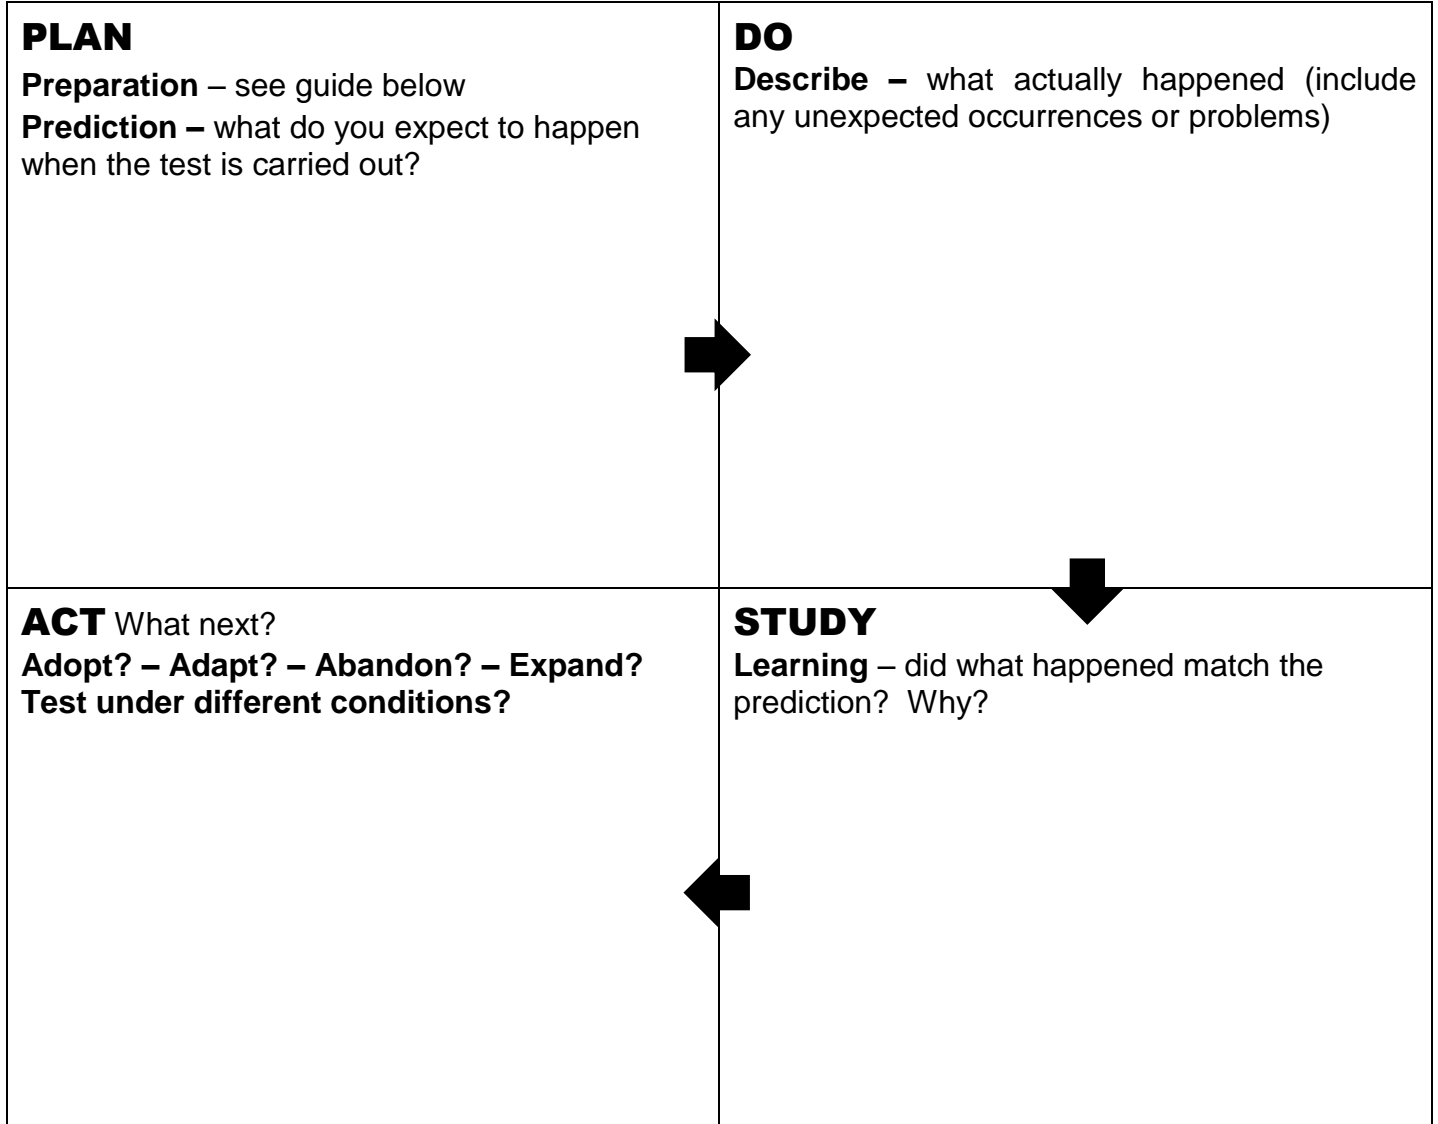 PLAN
Preparation – see guide below
Prediction – what do you expect to happen
when the test is carried out?
DO
Describe – what actually happened (include
any unexpected occurrences or problems)
ACT What next?
Adopt? – Adapt? – Abandon? – Expand?
Test under different conditions?
STUDY
Learning – did what happened match the
prediction?  Why?